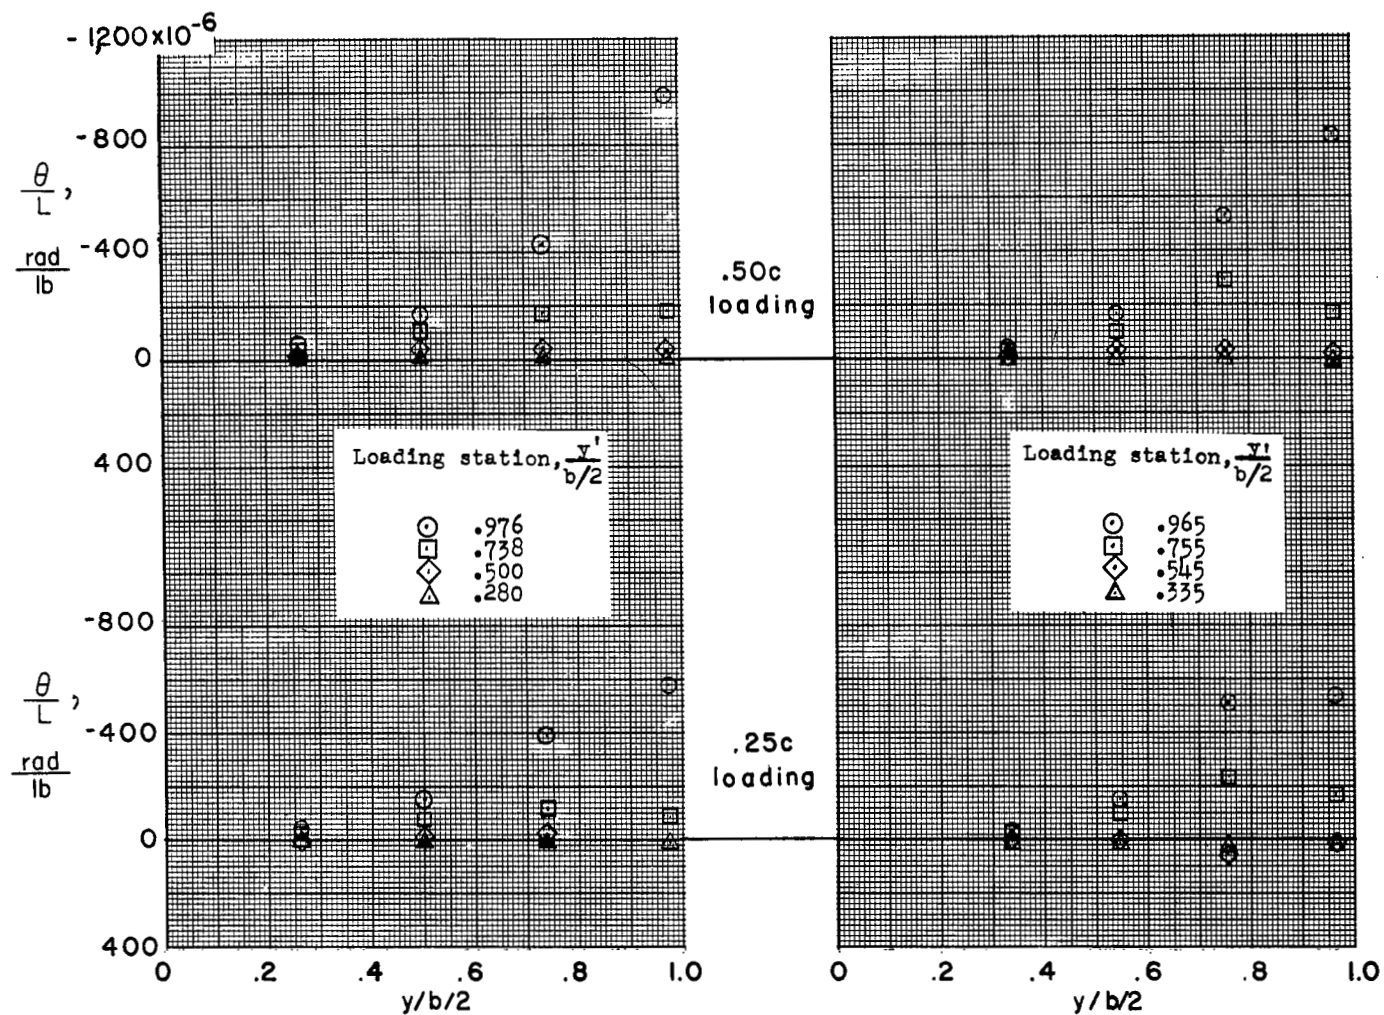 -1200x10-6
-800
θ/L,
rad/lb
-400
0
400
.50c
loading
Loading station, y'/b/2
.976
.738
.500
.280
Loading station, y'/b/2
.965
.755
.545
.335
-800
θ/L,
rad/lb
-400
0
400
.25c
loading
0 .2 .4 .6 .8 1.0
y/b/2
0 .2 .4 .6 .8 1.0
y/b/2